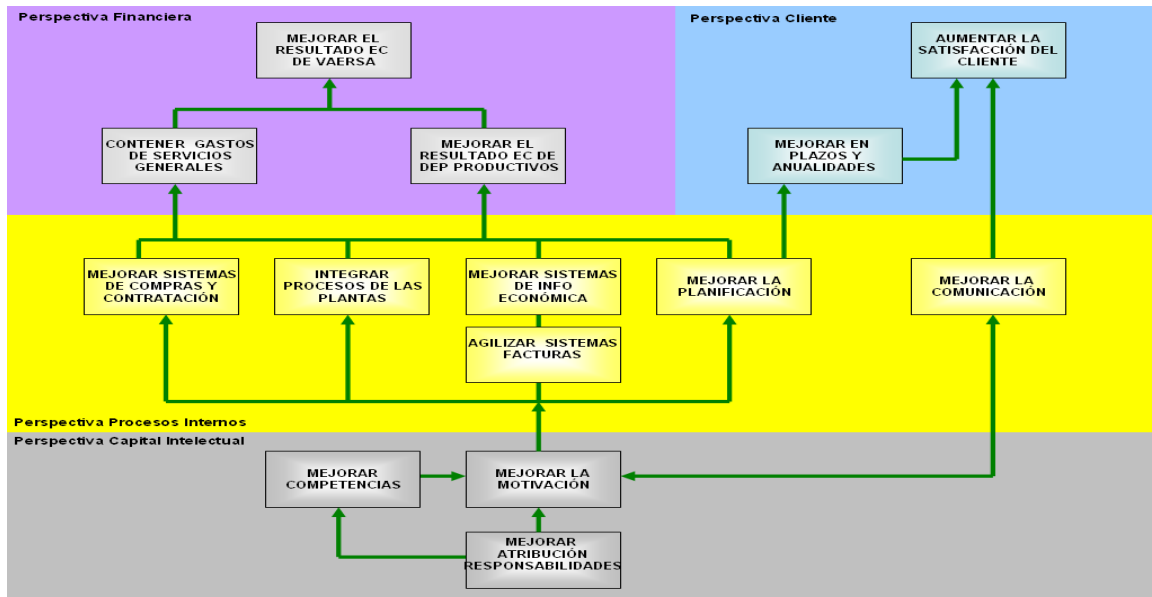 Perspectiva Financiera
Perspectiva Cliente
MEJORAR EL
RESULTADO EC
DE VAERSA
AUMENTAR LA
SATISFACCIÓN DEL
CLIENTE
CONTENER GASTOS
DE SERVICIOS
GENERALES
MEJORAR EL
RESULTADO EC DE
DEP PRODUCTIVOS
MEJORAR EN
PLAZOS Y
ANUALIDADES
MEJORAR SISTEMAS
DE COMPRAS Y
CONTRATACIÓN
INTEGRAR
PROCESOS DE LAS
PLANTAS
MEJORAR SISTEMAS
DE INFO
ECONÓMICA
MEJORAR LA
PLANIFICACIÓN
MEJORAR LA
COMUNICACIÓN
AGILIZAR SISTEMAS
FACTURAS
Perspectiva Procesos Internos
Perspectiva Capital Intelectual
MEJORAR
COMPETENCIAS
MEJORAR LA
MOTIVACIÓN
MEJORAR
ATRIBUCIÓN
RESPONSABILIDADES